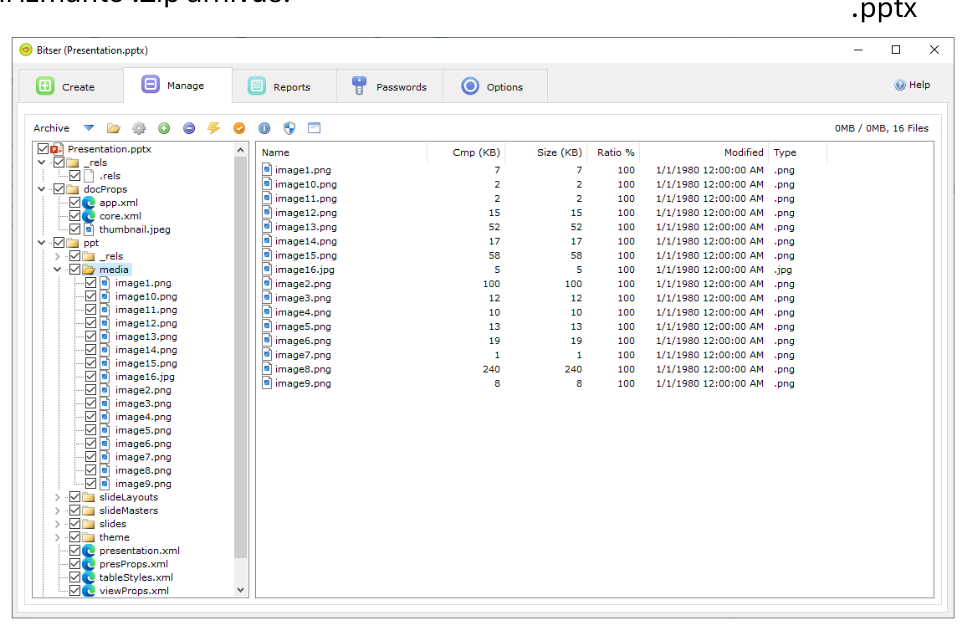 .pptx
Bitser (Presentation.pptx)
Create Manage Reports Passwords Options Help
Archive 0MB / 0MB, 16 Files
Presentation.pptx
_rels
.rels
docProps
app.xml
core.xml
thumbnail.jpeg
ppt
_rels
media
image1.png
image10.png
image11.png
image12.png
image13.png
image14.png
image15.png
image16.jpg
image2.png
image3.png
image4.png
image5.png
image6.png
image7.png
image8.png
image9.png
slideLayouts
slideMasters
slides
theme
presentation.xml
presProps.xml
tableStyles.xml
viewProps.xml
Name Cmp (KB) Size (KB) Ratio % Modified Type
image1.png 7 7 100 1/1/1980 12:00:00 AM .png
image10.png 2 2 100 1/1/1980 12:00:00 AM .png
image11.png 2 2 100 1/1/1980 12:00:00 AM .png
image12.png 15 15 100 1/1/1980 12:00:00 AM .png
image13.png 52 52 100 1/1/1980 12:00:00 AM .png
image14.png 17 17 100 1/1/1980 12:00:00 AM .png
image15.png 58 58 100 1/1/1980 12:00:00 AM .png
image16.jpg 5 5 100 1/1/1980 12:00:00 AM .jpg
image2.png 100 100 100 1/1/1980 12:00:00 AM .png
image3.png 12 12 100 1/1/1980 12:00:00 AM .png
image4.png 10 10 100 1/1/1980 12:00:00 AM .png
image5.png 13 13 100 1/1/1980 12:00:00 AM .png
image6.png 19 19 100 1/1/1980 12:00:00 AM .png
image7.png 1 1 100 1/1/1980 12:00:00 AM .png
image8.png 240 240 100 1/1/1980 12:00:00 AM .png
image9.png 8 8 100 1/1/1980 12:00:00 AM .png